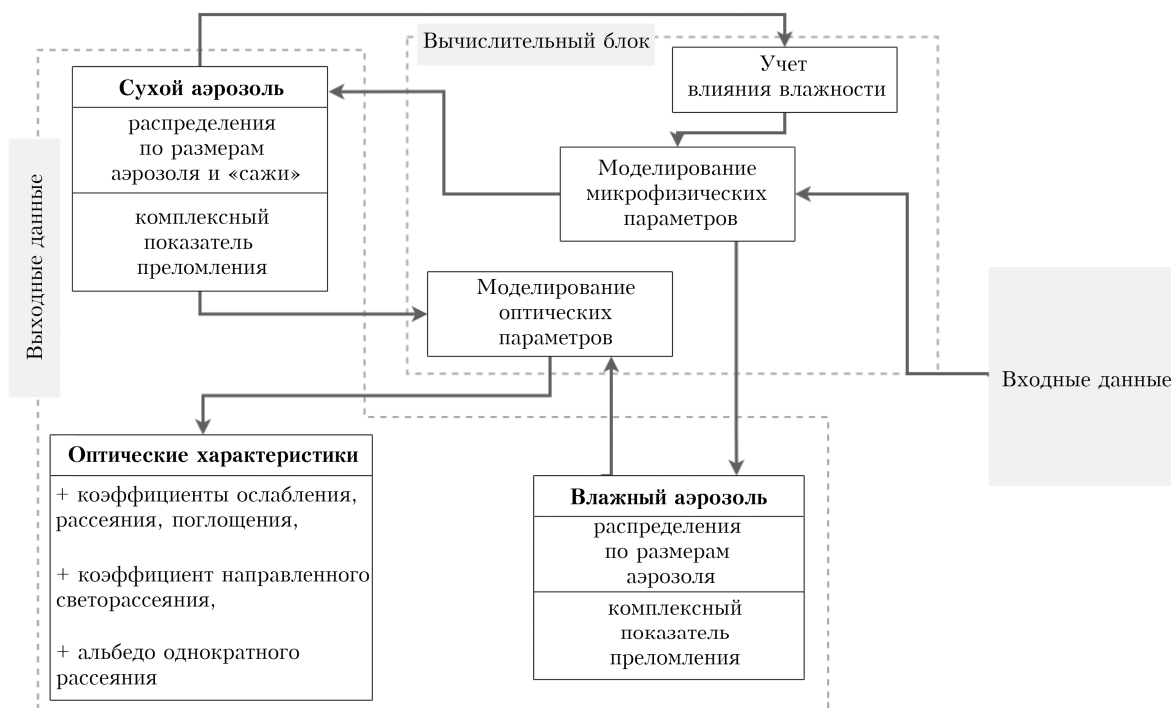 Вычислительный блок
Учет
влияния влажности
Сухой аэрозоль
распределения
по размерам
аэрозоля и «сажи»
комплексный
показатель
преломления
Моделирование
микрофизических
параметров
Выходные данные
Моделирование
оптических
параметров
Входные данные
Оптические характеристики
+ коэффициенты ослабления,
рассеяния, поглощения,
+ коэффициент направленного
светорассеяния,
+ альбедо однократного
рассеяния
Влажный аэрозоль
распределения
по размерам
аэрозоля
комплексный
показатель
преломления